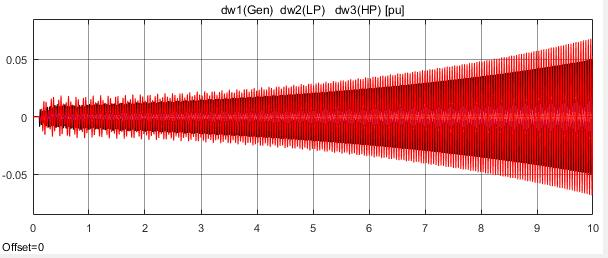 dw1(Gen)  dw2(LP)   dw3(HP) [pu]
0.05
0
-0.05
0 1 2 3 4 5 6 7 8 9 10
Offset=0